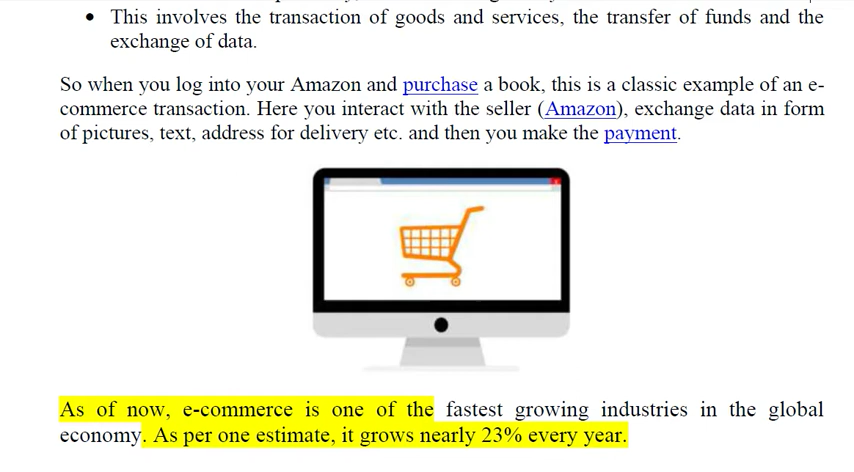 • This involves the transaction of goods and services, the transfer of funds and the
exchange of data.
So when you log into your Amazon and purchase a book, this is a classic example of an e-
commerce transaction. Here you interact with the seller (Amazon), exchange data in form
of pictures, text, address for delivery etc. and then you make the payment.
As of now, e-commerce is one of the fastest growing industries in the global
economy. As per one estimate, it grows nearly 23% every year.